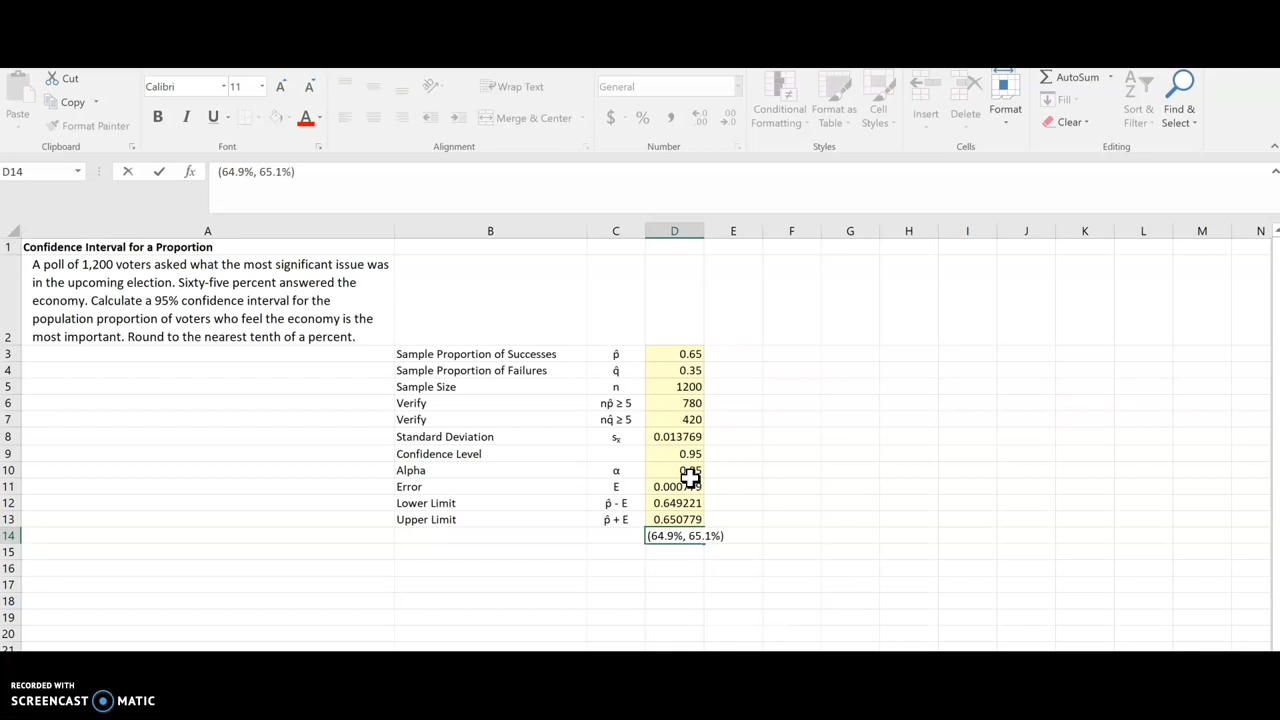 Cut
Copy
Paste
Format Painter
Clipboard
Calibri
11
B I U
Font
Wrap Text
Merge & Center
Alignment
General
$ %
Number
Conditional Formatting
Format as Table
Cell Styles
Styles
Insert
Delete
Format
Cells
AutoSum
Fill
Clear
Sort & Filter
Find & Select
Editing
D14
fx
(64.9%, 65.1%)
A B C D E F G H I J K L M N
1 Confidence Interval for a Proportion
A poll of 1,200 voters asked what the most significant issue was
in the upcoming election. Sixty-five percent answered the
economy. Calculate a 95% confidence interval for the
population proportion of voters who feel the economy is the
2 most important. Round to the nearest tenth of a percent.
3 Sample Proportion of Successes p̂ 0.65
4 Sample Proportion of Failures q̂ 0.35
5 Sample Size n 1200
6 Verify np̂ ≥ 5 780
7 Verify nq̂ ≥ 5 420
8 Standard Deviation sₓ 0.013769
9 Confidence Level 0.95
10 Alpha α
11 Error E
12 Lower Limit p̂ - E 0.649221
13 Upper Limit p̂ + E 0.650779
14 (64.9%, 65.1%)
15
16
17
18
19
20
21
RECORDED WITH
SCREENCAST MATIC